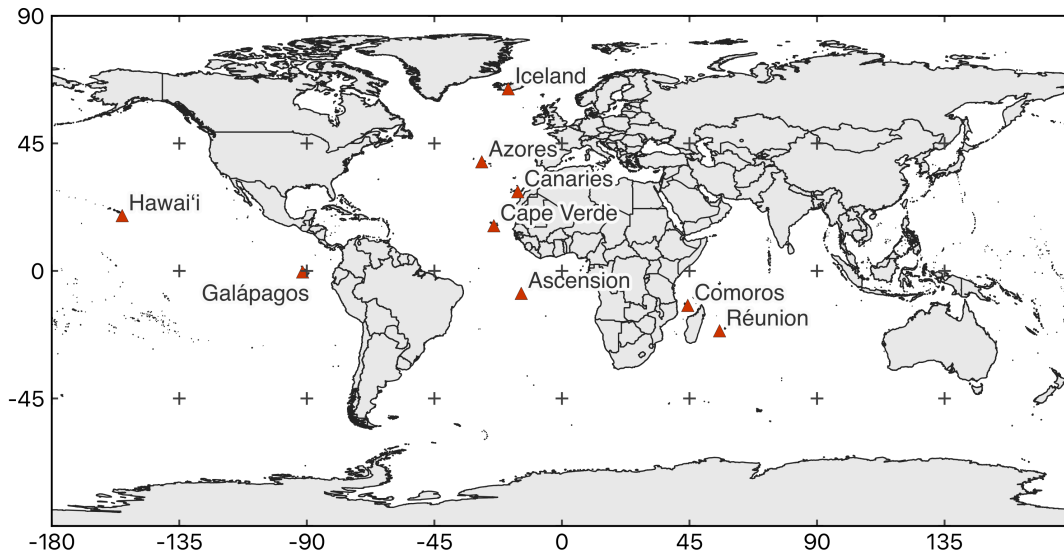 90
Iceland
45
Azores
Canaries
Hawaiʻi
Cape Verde
0
Galápagos
Ascension
Comoros
Réunion
-45
-180 -135 -90 -45 0 45 90 135